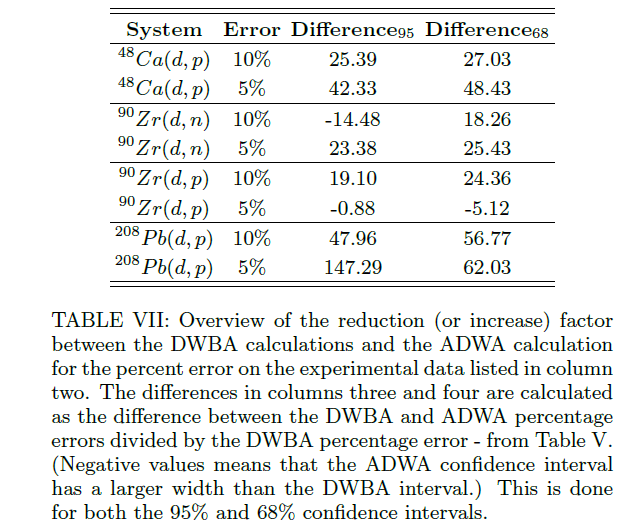 System Error Difference95 Difference68
48Ca(d, p) 10% 25.39 27.03
48Ca(d, p) 5% 42.33 48.43
90Zr(d, n) 10% -14.48 18.26
90Zr(d, n) 5% 23.38 25.43
90Zr(d, p) 10% 19.10 24.36
90Zr(d, p) 5% -0.88 -5.12
208Pb(d, p) 10% 47.96 56.77
208Pb(d, p) 5% 147.29 62.03
TABLE VII: Overview of the reduction (or increase) factor
between the DWBA calculations and the ADWA calculation
for the percent error on the experimental data listed in column
two. The differences in columns three and four are calculated
as the difference between the DWBA and ADWA percentage
errors divided by the DWBA percentage error - from Table V.
(Negative values means that the ADWA confidence interval
has a larger width than the DWBA interval.) This is done
for both the 95% and 68% confidence intervals.